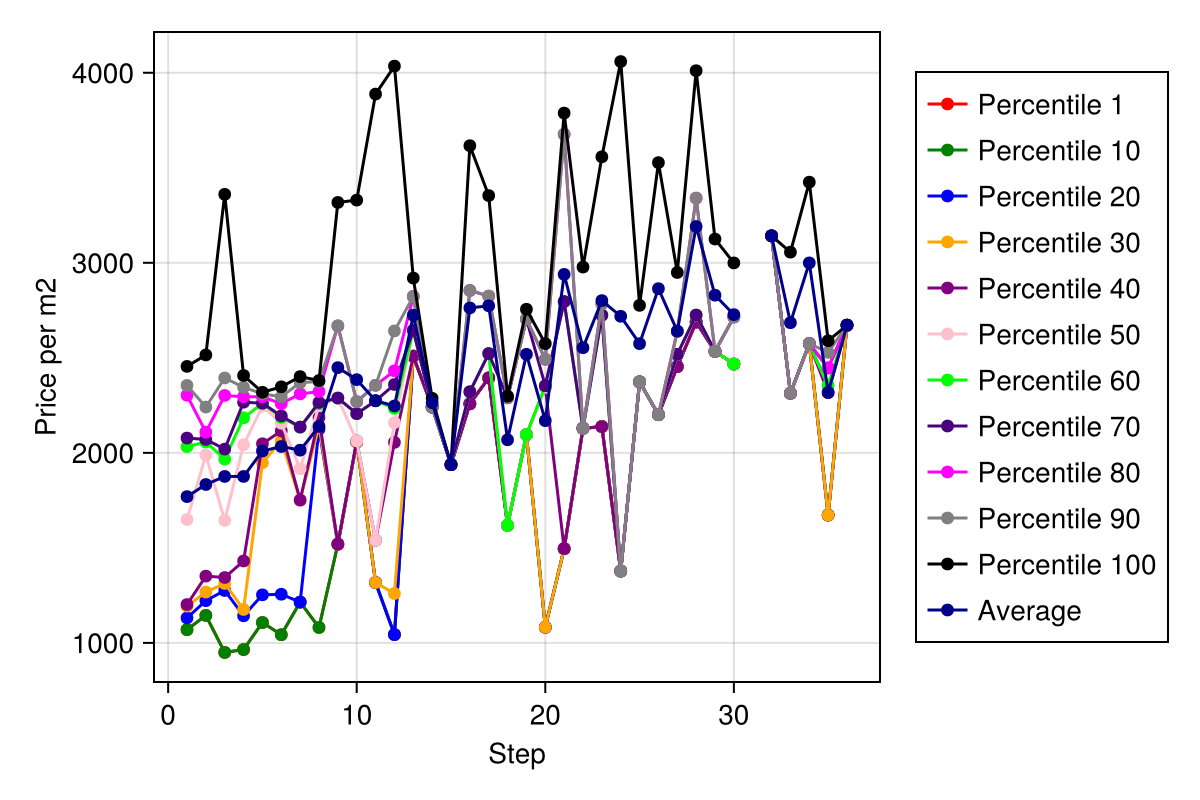 4000
3000
2000
1000
Price per m2
0
10
20
30
Step
Percentile 1
Percentile 10
Percentile 20
Percentile 30
Percentile 40
Percentile 50
Percentile 60
Percentile 70
Percentile 80
Percentile 90
Percentile 100
Average